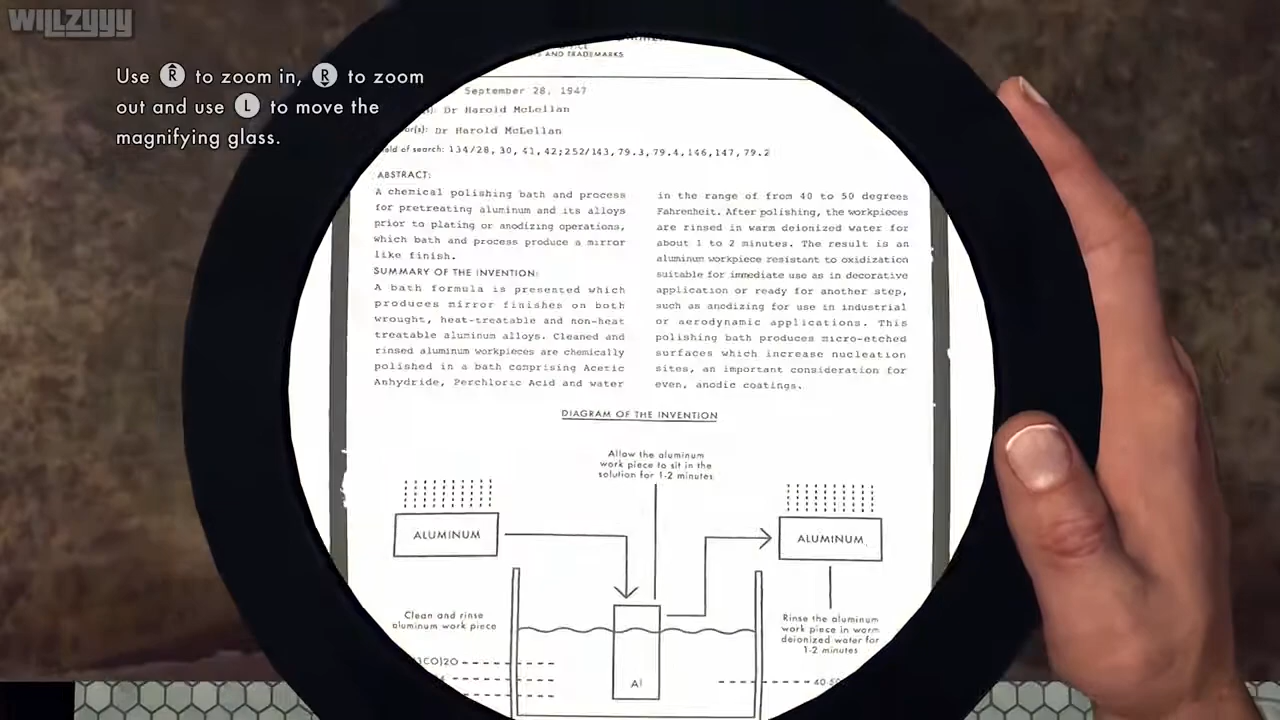 WILLZYYY
Use R to zoom in, R to zoom
out and use L to move the
magnifying glass.
AND TRADEMARKS
September 28, 1947
Dr Harold McLellan
Dr Harold McLellan
of search: 134/28, 30, 41, 42;252/143, 79.3, 79.4, 146, 147, 79.2
ABSTRACT:
A chemical polishing bath and process
for pretreating aluminum and its alloys
prior to plating or anodizing operations,
which bath and process produce a mirror
like finish.
SUMMARY OF THE INVENTION:
A bath formula is presented which
produces mirror finishes on both
wrought, heat-treatable and non-heat
treatable aluminum alloys. Cleaned and
rinsed aluminum workpieces are chemically
polished in a bath comprising Acetic
Anhydride, Perchloric Acid and water
in the range of from 40 to 50 degrees
Fahrenheit. After polishing, the workpieces
are rinsed in warm deionized water for
about 1 to 2 minutes. The result is an
aluminum workpiece resistant to oxidization
suitable for immediate use as in decorative
application or ready for another step,
such as anodizing for use in industrial
or aerodynamic applications. This
polishing bath produces micro-etched
surfaces which increase nucleation
sites, an important consideration for
even, anodic coatings.
DIAGRAM OF THE INVENTION
Allow the aluminum
work piece to sit in the
solution for 1-2 minutes
ALUMINUM
ALUMINUM
Clean and rinse
aluminum work piece
Rinse the aluminum
work piece in warm
deionized water for
1-2 minutes
3CO)2O
Al
40-50